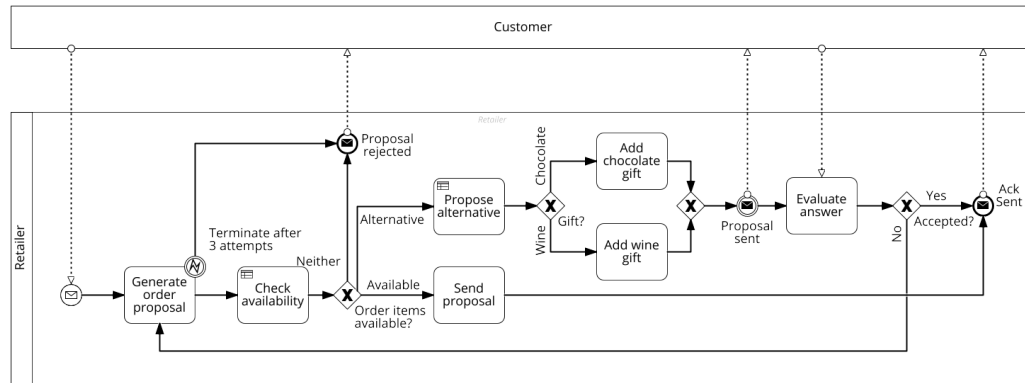 Customer
Retailer
Retailer
Proposal
rejected
Terminate after
3 attempts
Generate
order
proposal
Check
availability
Neither
Alternative
Available
Order items
available?
Propose
alternative
Send
proposal
Chocolate
Wine
Gift?
Add
chocolate
gift
Add wine
gift
Proposal
sent
Evaluate
answer
Yes
Accepted?
No
Ack
Sent